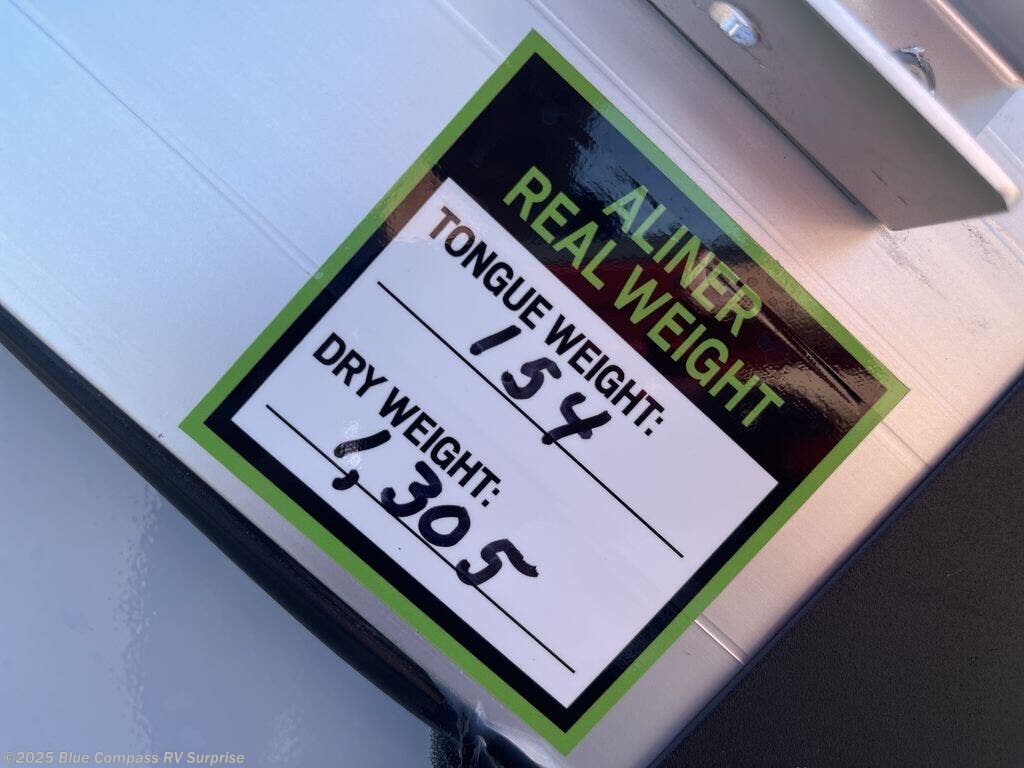 ALINER
REAL WEIGHT
TONGUE WEIGHT:
154
DRY WEIGHT:
1,305
©2025 Blue Compass RV Surprise